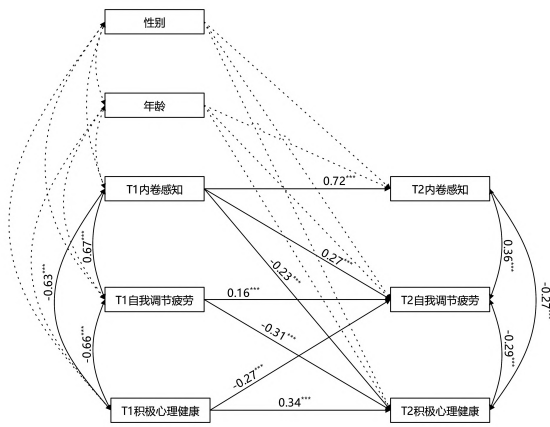 性别
年龄
T1内卷感知
0.72***
T2内卷感知
0.67***
0.27***
-0.23***
0.36***
-0.63***
-0.27***
T1自我调节疲劳
0.16***
T2自我调节疲劳
-0.31***
-0.66***
-0.27***
-0.29***
T1积极心理健康
0.34***
T2积极心理健康